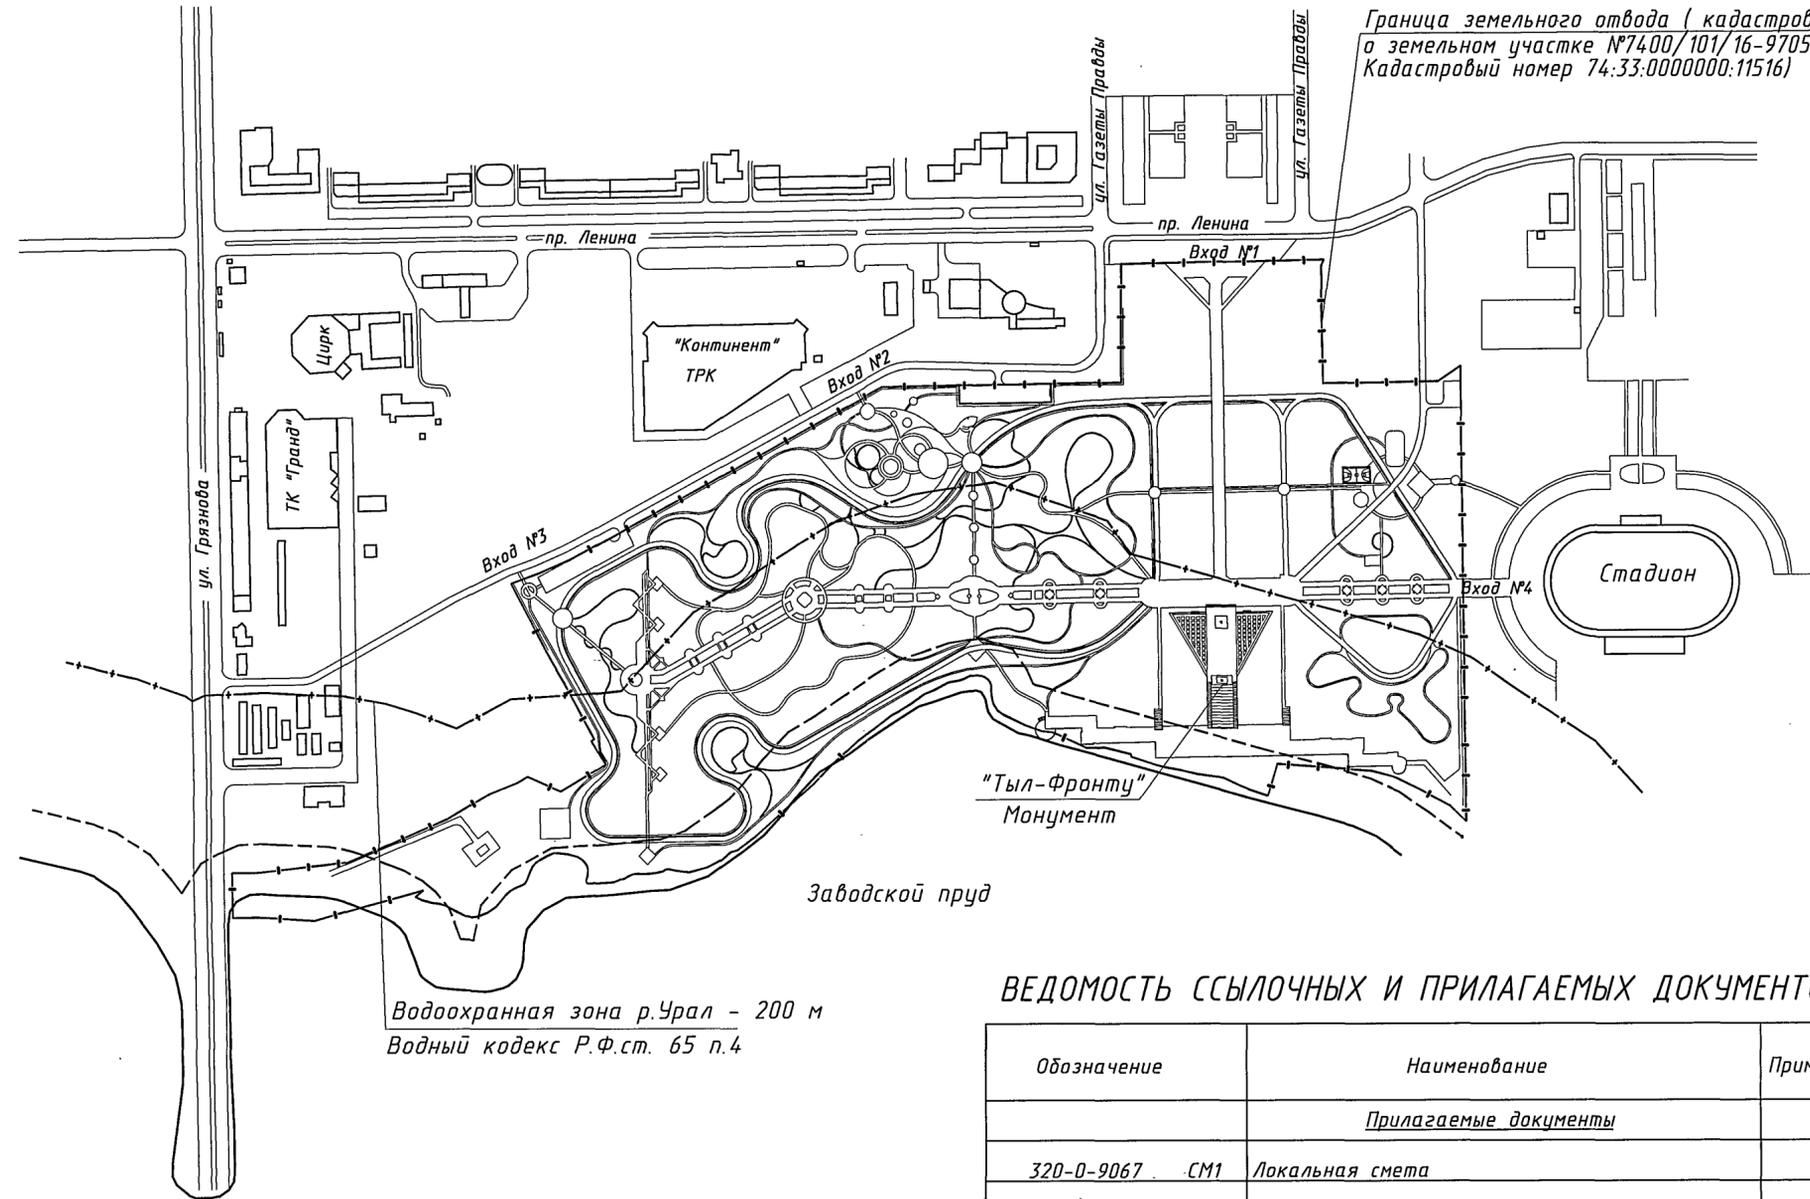 Граница земельного отвода ( кадастров
о земельном участке №7400/101/16-9705
Кадастровый номер 74:33:0000000:11516)
ул. Газеты Правды
ул. Газеты Правды
пр. Ленина
пр. Ленина
Вход №1
Цирк
"Континент"
ТРК
Вход №2
ТК "Гранд"
ул. Грязнова
Вход №3
Стадион
Вход №4
"Тыл-Фронту"
Монумент
Заводской пруд
Водоохранная зона р.Урал - 200 м
Водный кодекс Р.Ф.ст. 65 п.4
ВЕДОМОСТЬ ССЫЛОЧНЫХ И ПРИЛАГАЕМЫХ ДОКУМЕНТ
Обозначение Наименование Прим
Прилагаемые документы
320-0-9067 . СМ1 Локальная смета